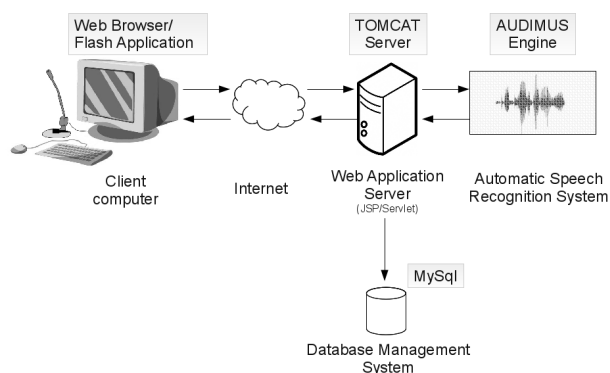 Web Browser/
Flash Application
TOMCAT
Server
AUDIMUS
Engine
Client
computer
Internet
Web Application
Server
(JSP/Servlet)
Automatic Speech
Recognition System
MySql
Database Management
System